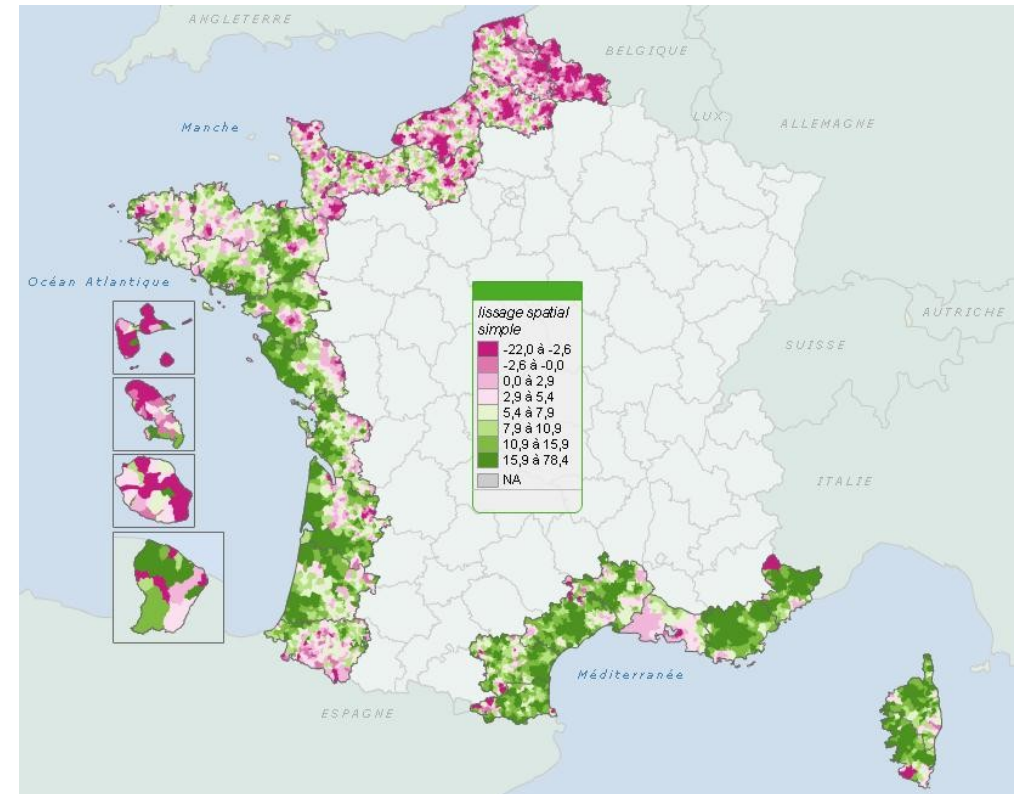 ANGLETERRE
BELGIQUE
LUX.
ALLEMAGNE
Manche
Océan Atlantique
lissage spatial
simple
-22,0 à -2,6
-2,6 à -0,0
0,0 à 2,9
2,9 à 5,4
5,4 à 7,9
7,9 à 10,9
10,9 à 15,9
15,9 à 78,4
NA
AUTRICHE
SUISSE
ITALIE
Méditerranée
ESPAGNE